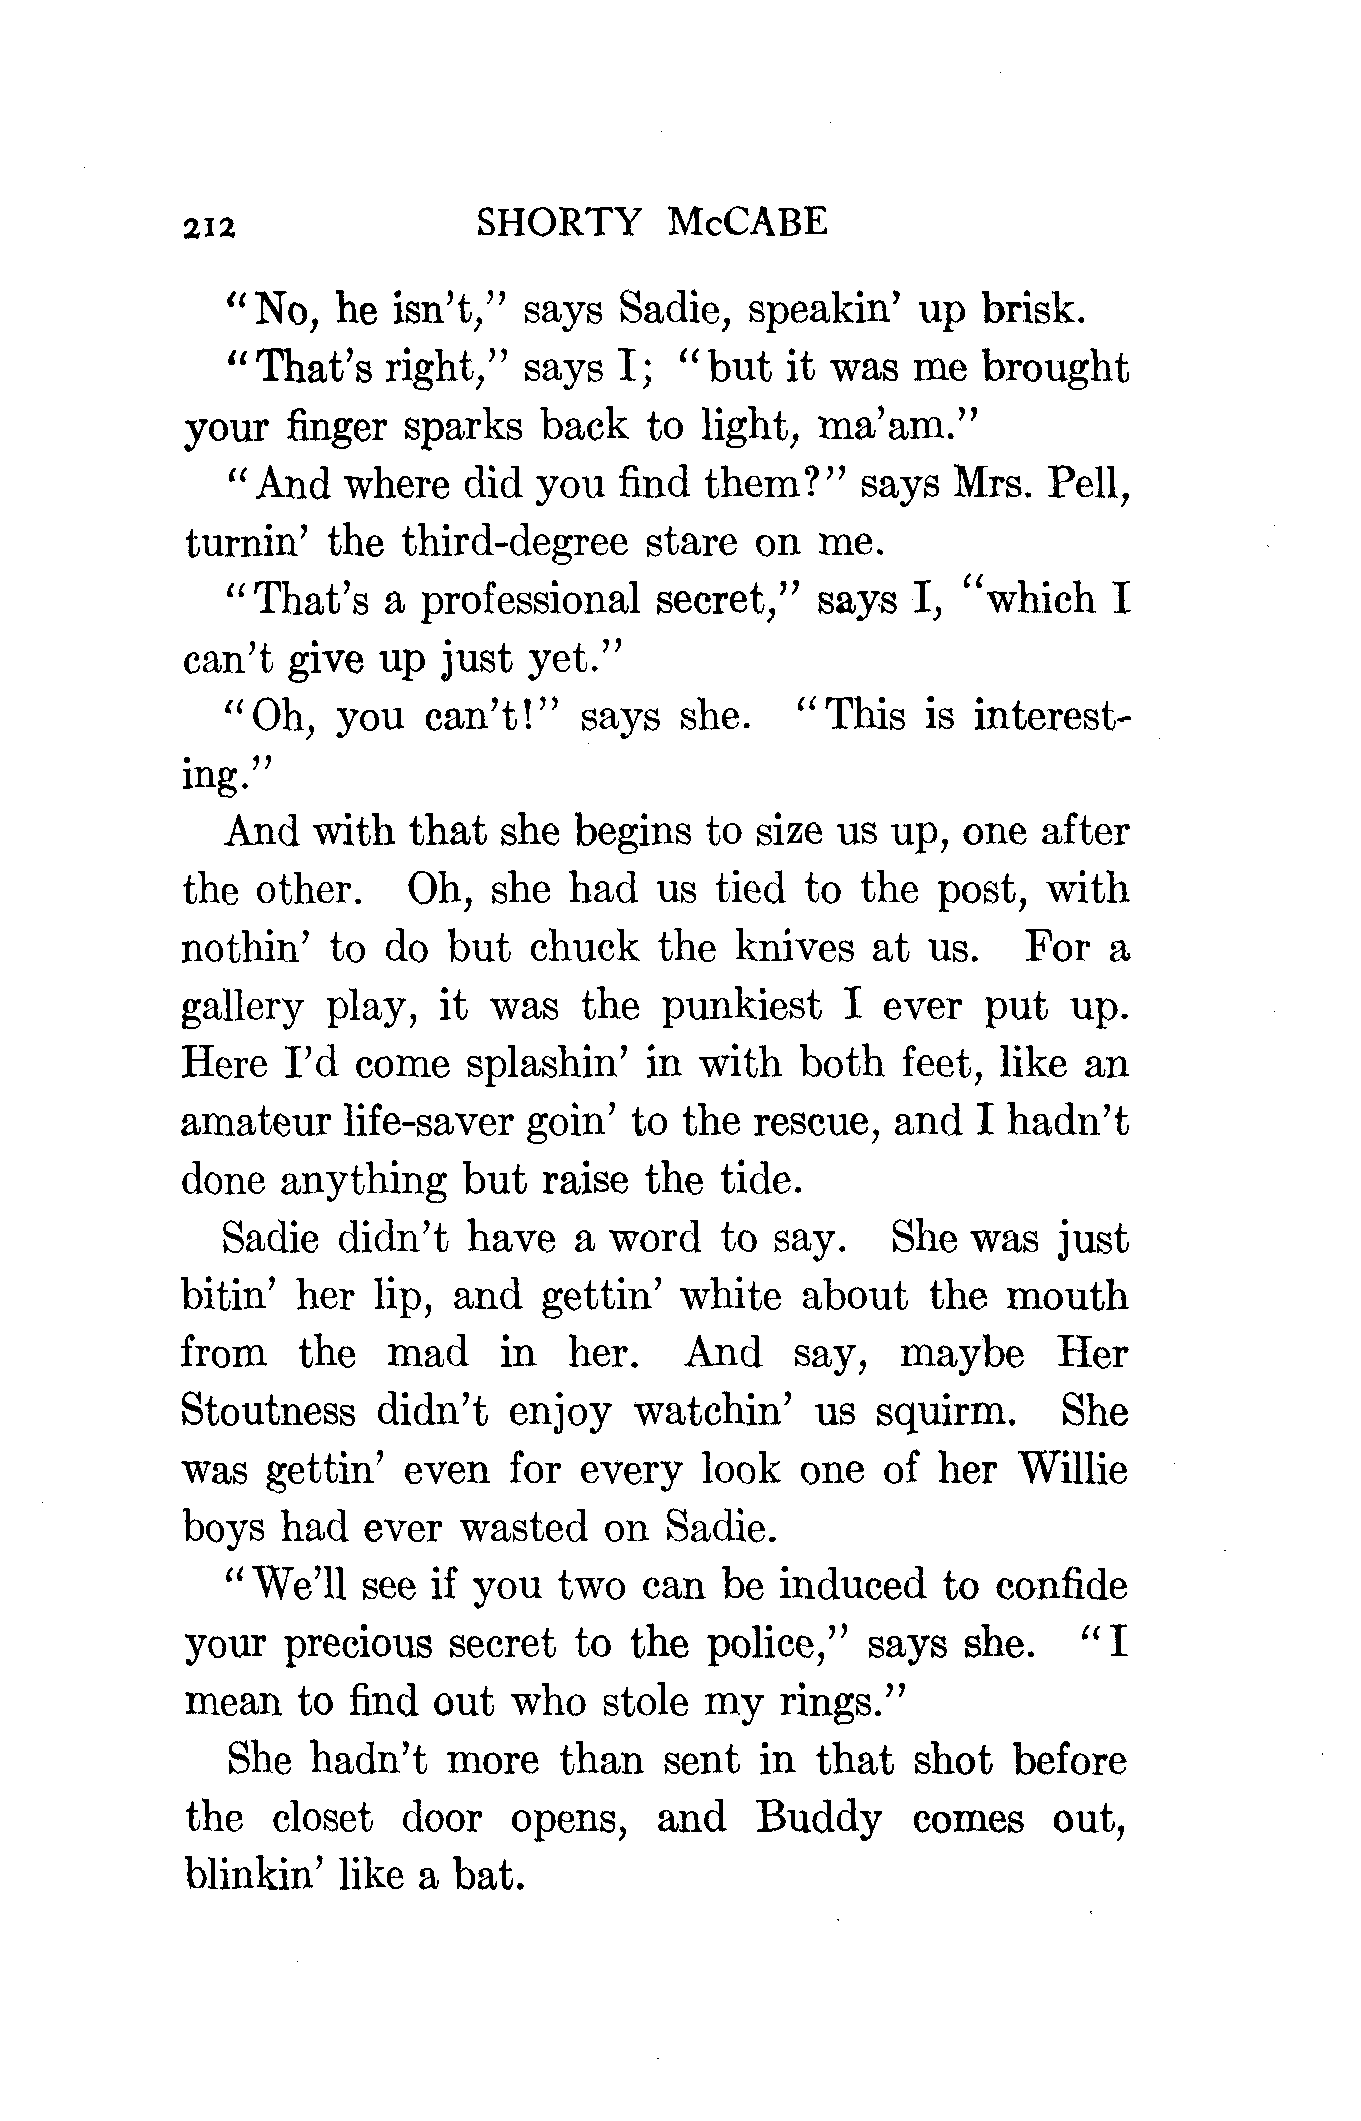 212 SHORTY McCABE
"No, he isn't," says Sadie, speakin' up brisk.
"That's right," says I; "but it was me brought
your finger sparks back to light, ma'am."
"And where did you find them?" says Mrs. Pell,
turnin' the third-degree stare on me.
"That's a professional secret," says I, "which I
can't give up just yet."
"Oh, you can't!" says she. "This is interest-
ing."
And with that she begins to size us up, one after
the other. Oh, she had us tied to the post, with
nothin' to do but chuck the knives at us. For a
gallery play, it was the punkiest I ever put up.
Here I'd come splashin' in with both feet, like an
amateur life-saver goin' to the rescue, and I hadn't
done anything but raise the tide.
Sadie didn't have a word to say. She was just
bitin' her lip, and gettin' white about the mouth
from the mad in her. And say, maybe Her
Stoutness didn't enjoy watchin' us squirm. She
was gettin' even for every look one of her Willie
boys had ever wasted on Sadie.
"We'll see if you two can be induced to confide
your precious secret to the police," says she. "I
mean to find out who stole my rings."
She hadn't more than sent in that shot before
the closet door opens, and Buddy comes out,
blinkin' like a bat.